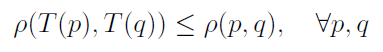 ρ(T(p), T(q)) ≤ ρ(p, q), ∀p, q